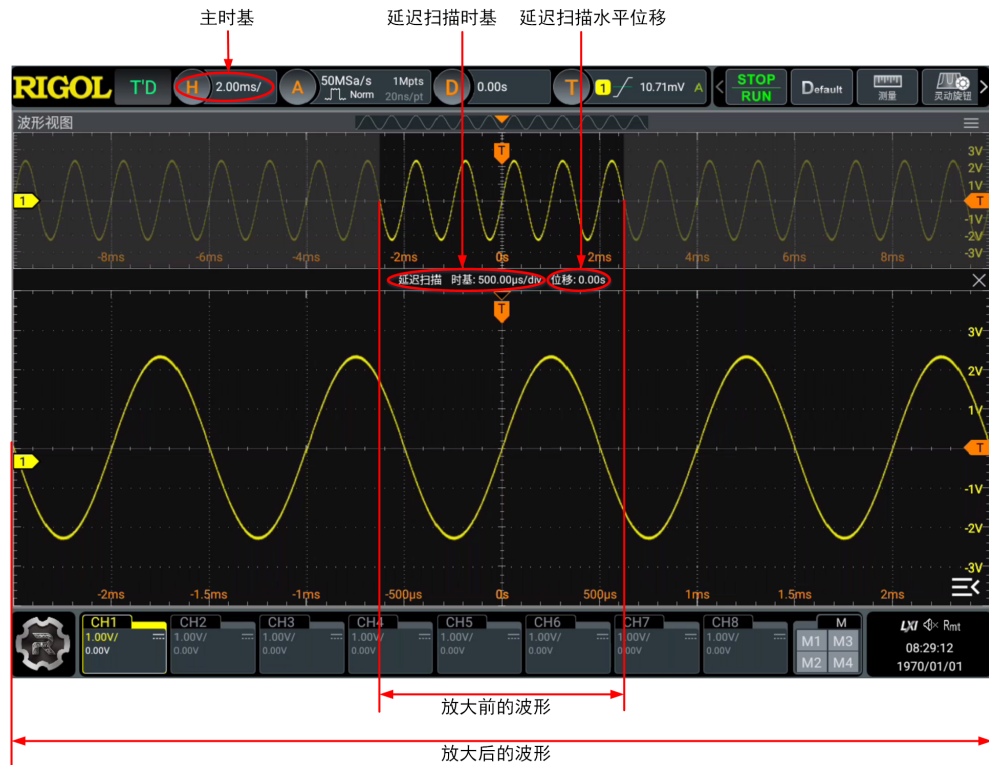 主时基 延迟扫描时基 延迟扫描水平位移
RIGOL T'D H 2.00ms/ A 50MSa/s 1Mpts D 0.00s T 1 10.71mV A STOP Default 测量 灵动旋钮
Norm 20ns/pt RUN
波形视图
T
3V
2V
1V
1 T
-1V
-2V
-3V
-8ms -6ms -4ms -2ms 0s 2ms 4ms 6ms 8ms
延迟扫描 时基: 500.00μs/div 位移: 0.00s
T
3V
2V
1V
T
1
-1V
-2V
-3V
-2ms -1.5ms -1ms -500μs 0s 500μs 1ms 1.5ms 2ms
CH1 CH2 CH3 CH4 CH5 CH6 CH7 CH8 M LXI Rmt
1.00V/ 1.00V/ 1.00V/ 1.00V/ 1.00V/ 1.00V/ 1.00V/ 1.00V/ M1 M3 08:29:12
0.00V 0.00V 0.00V 0.00V 0.00V 0.00V 0.00V 0.00V M2 M4 1970/01/01
放大前的波形
放大后的波形